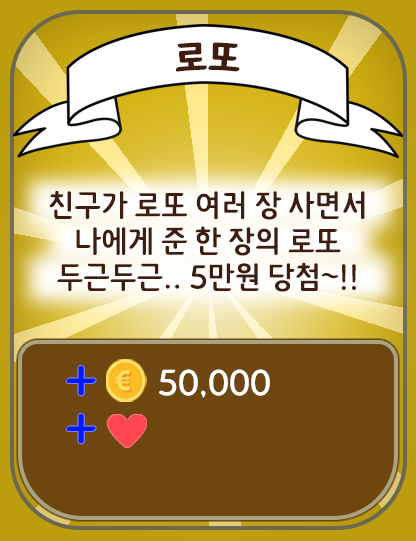 로또
친구가 로또 여러 장 사면서
나에게 준 한 장의 로또
두근두근.. 5만원 당첨~!!
+ € 50,000
+